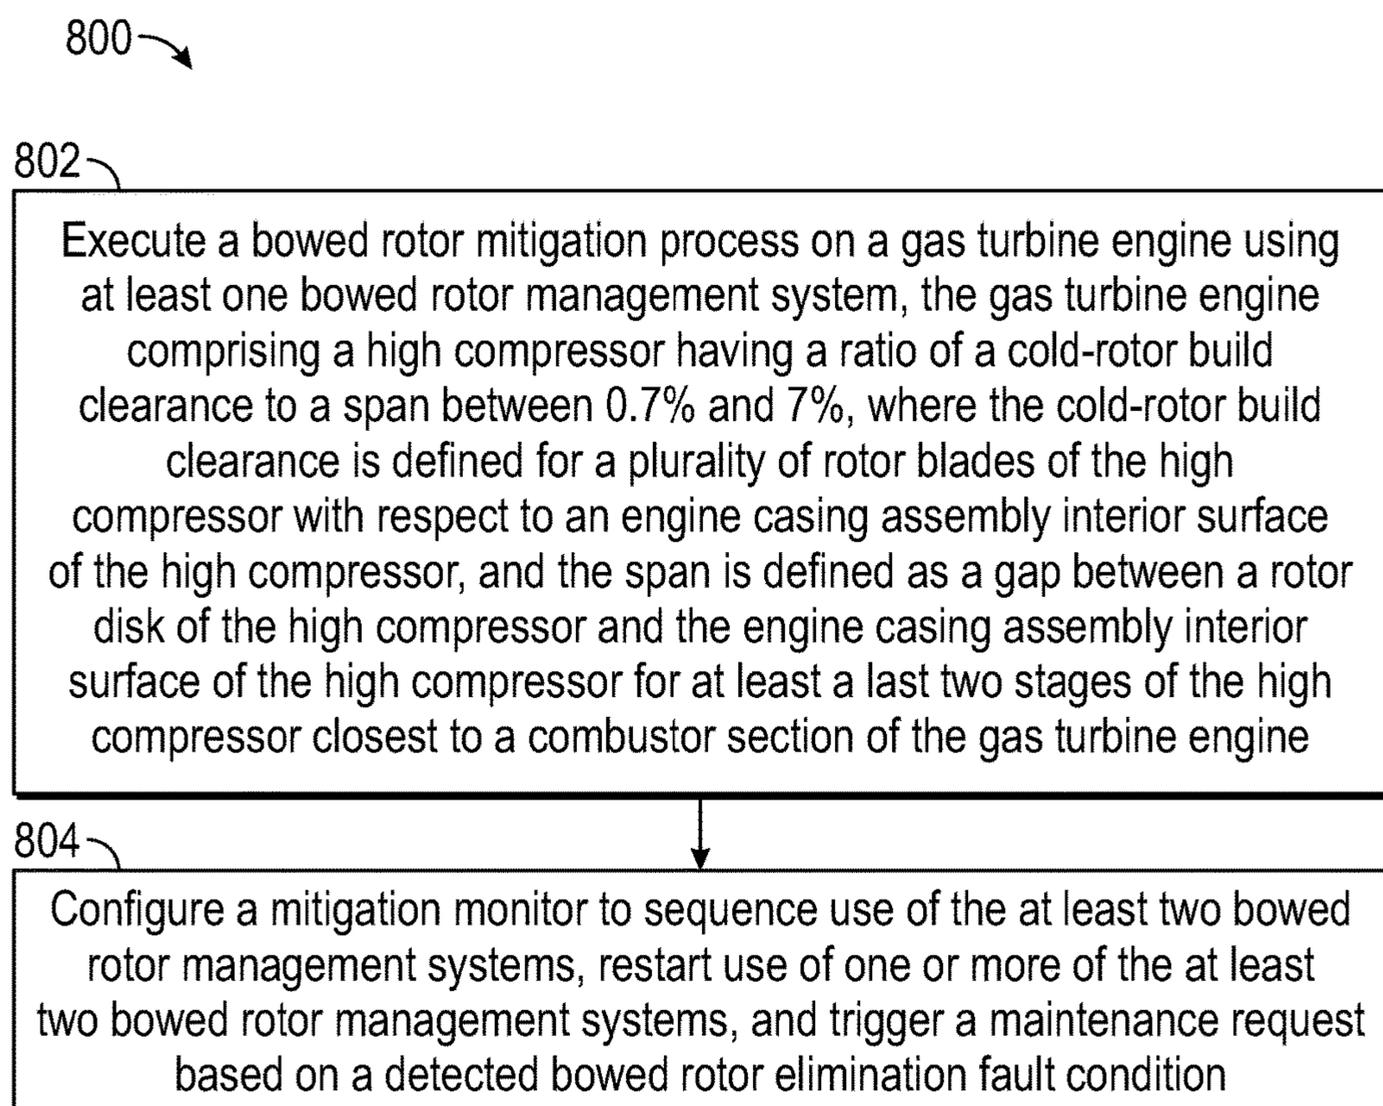 800
802
Execute a bowed rotor mitigation process on a gas turbine engine using
at least one bowed rotor management system, the gas turbine engine
comprising a high compressor having a ratio of a cold-rotor build
clearance to a span between 0.7% and 7%, where the cold-rotor build
clearance is defined for a plurality of rotor blades of the high
compressor with respect to an engine casing assembly interior surface
of the high compressor, and the span is defined as a gap between a rotor
disk of the high compressor and the engine casing assembly interior
surface of the high compressor for at least a last two stages of the high
compressor closest to a combustor section of the gas turbine engine
804
Configure a mitigation monitor to sequence use of the at least two bowed
rotor management systems, restart use of one or more of the at least
two bowed rotor management systems, and trigger a maintenance request
based on a detected bowed rotor elimination fault condition